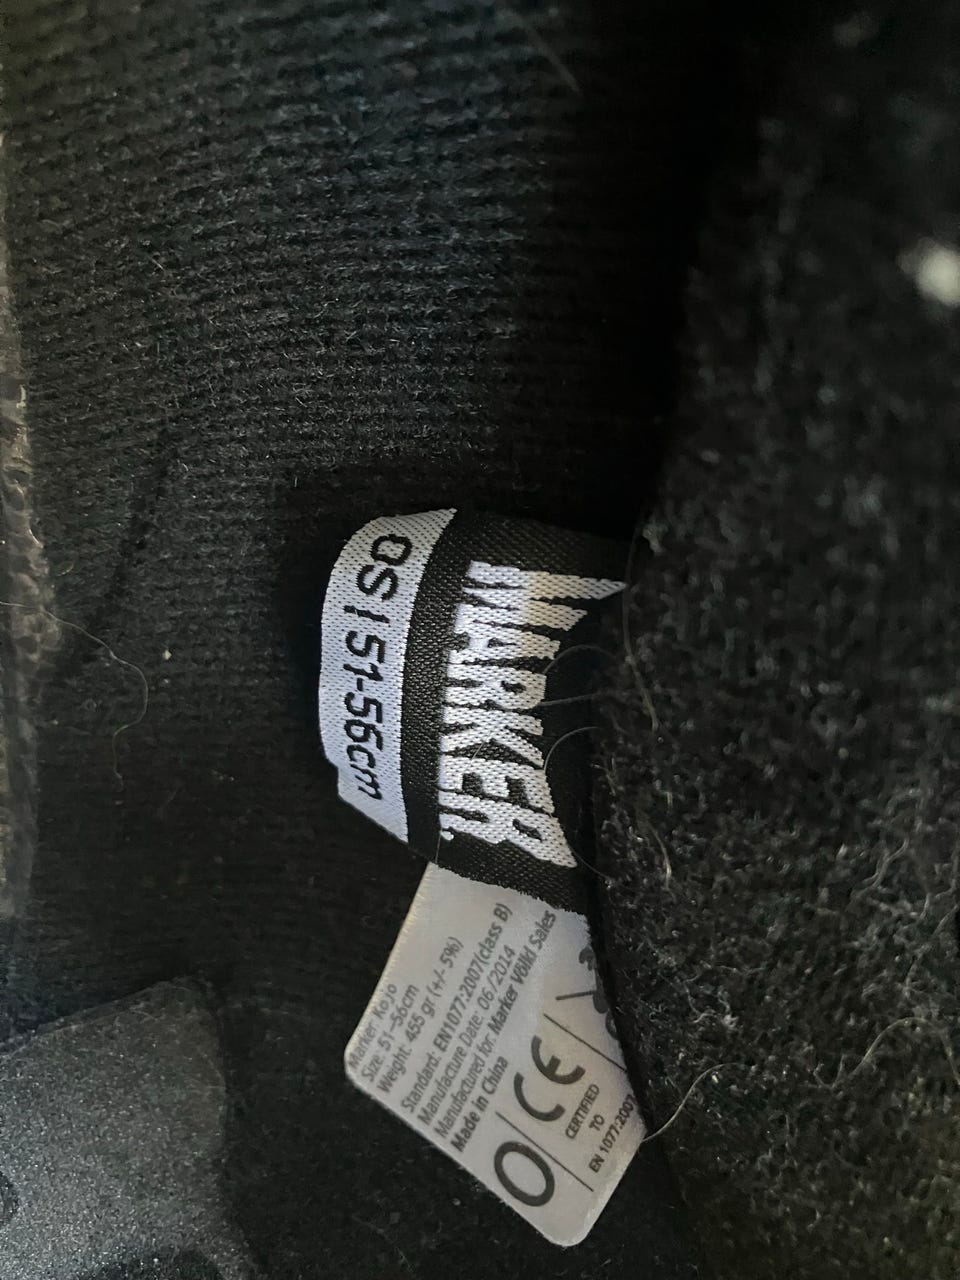 MARKER
OS | 51-56cm
Marker Kojo
Size: 51-56cm
Weight: 455 gr (+/- 5%)
Standard: EN1077:2007(class B)
Manufacture Date: 06/2014
Manufactured for: Marker Völkl Sales
Made in China
CE
CERTIFIED
TO
EN 1077:2007